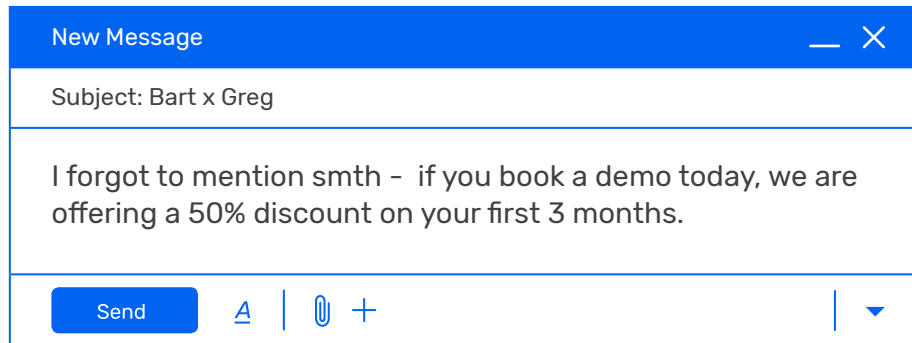 New Message
Subject: Bart x Greg
I forgot to mention smth - if you book a demo today, we are
offering a 50% discount on your first 3 months.
Send
A